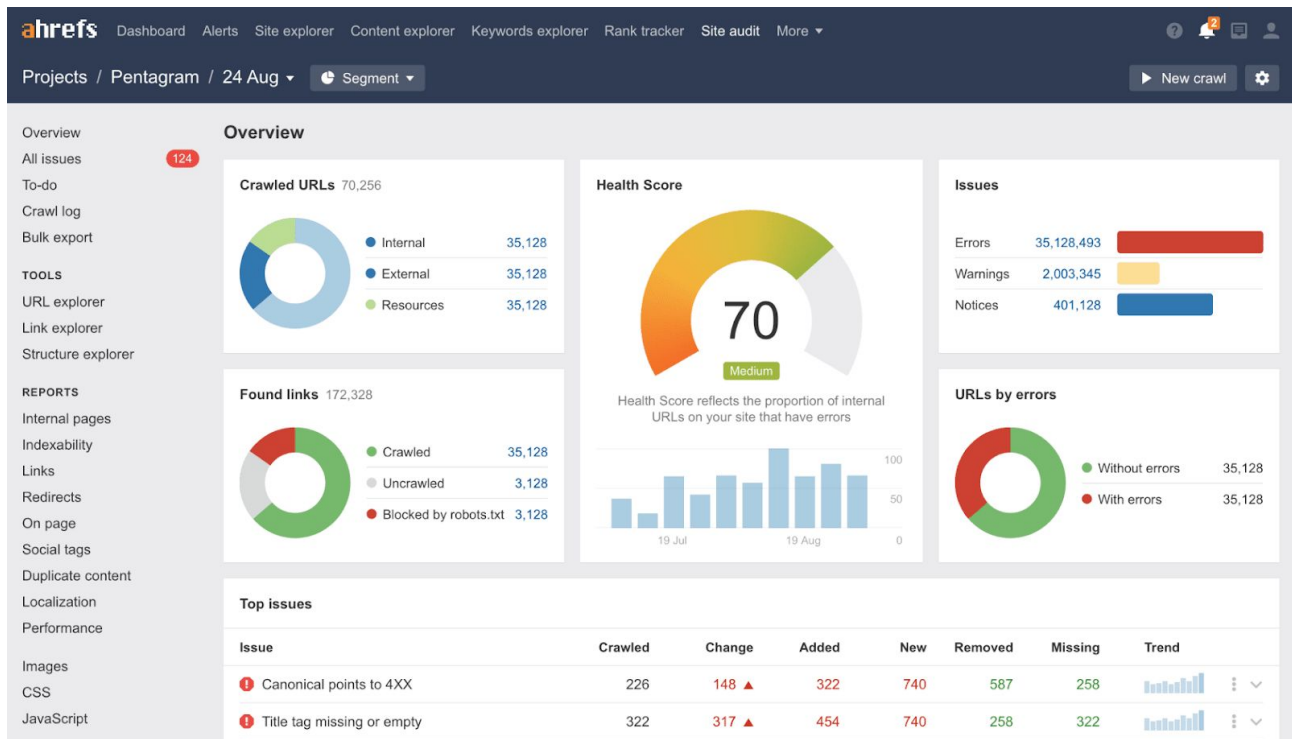 ahrefs Dashboard Alerts Site explorer Content explorer Keywords explorer Rank tracker Site audit More 2
Projects / Pentagram / 24 Aug Segment New crawl
Overview
All issues 124
To-do
Crawl log
Bulk export
TOOLS
URL explorer
Link explorer
Structure explorer
REPORTS
Internal pages
Indexability
Links
Redirects
On page
Social tags
Duplicate content
Localization
Performance
Images
CSS
JavaScript
Overview
Crawled URLs 70,256
Internal 35,128
External 35,128
Resources 35,128
Health Score
70
Medium
Health Score reflects the proportion of internal
URLs on your site that have errors
100
50
0
19 Jul 19 Aug
Issues
Errors 35,128,493
Warnings 2,003,345
Notices 401,128
Found links 172,328
Crawled 35,128
Uncrawled 3,128
Blocked by robots.txt 3,128
URLs by errors
Without errors 35,128
With errors 35,128
Top issues
Issue Crawled Change Added New Removed Missing Trend
Canonical points to 4XX 226 148 ▲ 322 740 587 258
Title tag missing or empty 322 317 ▲ 454 740 258 322